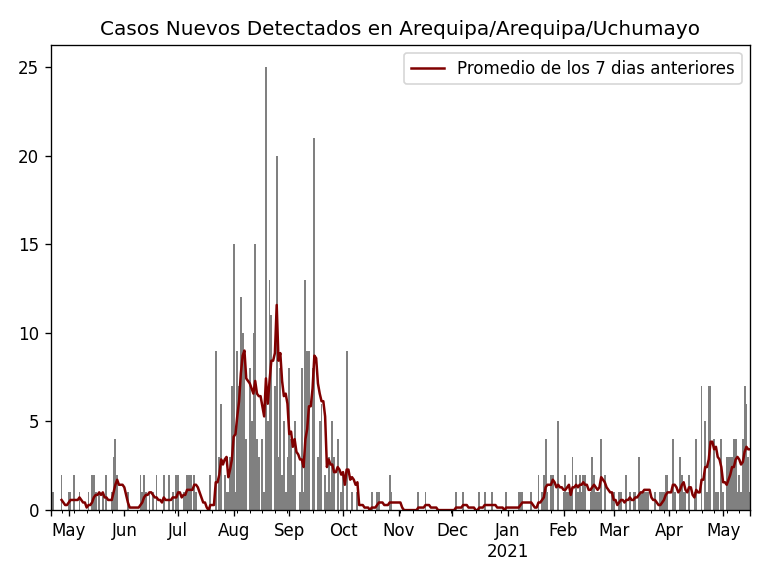 Casos Nuevos Detectados en Arequipa/Arequipa/Uchumayo
Promedio de los 7 dias anteriores
25
20
15
10
5
0
May Jun Jul Aug Sep Oct Nov Dec Jan Feb Mar Apr May
2021